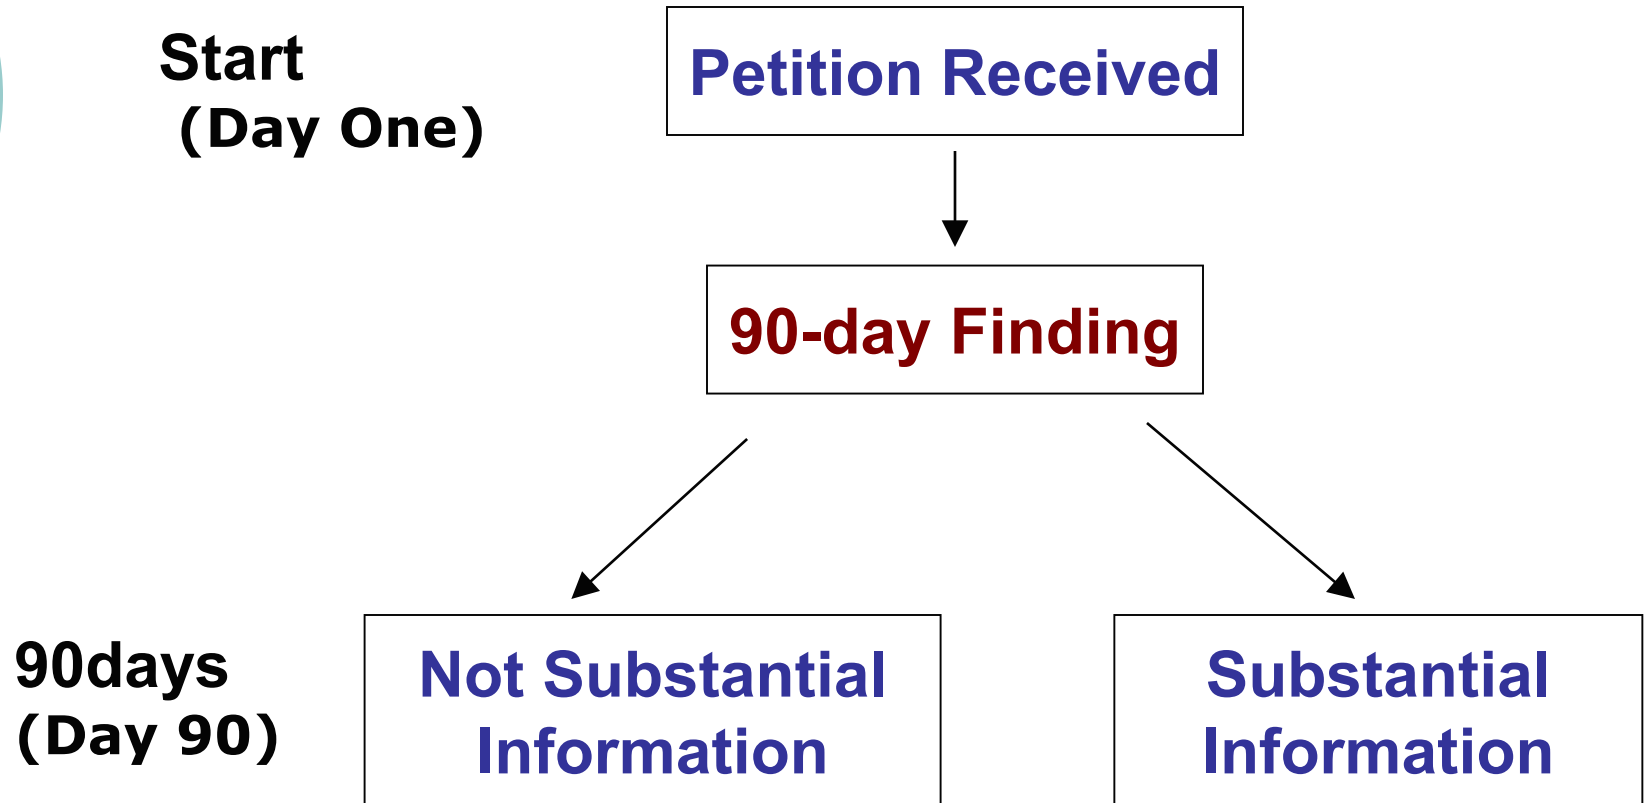 Start
(Day One)
Petition Received
90-day Finding
90days
(Day 90)
Not Substantial
Information
Substantial
Information